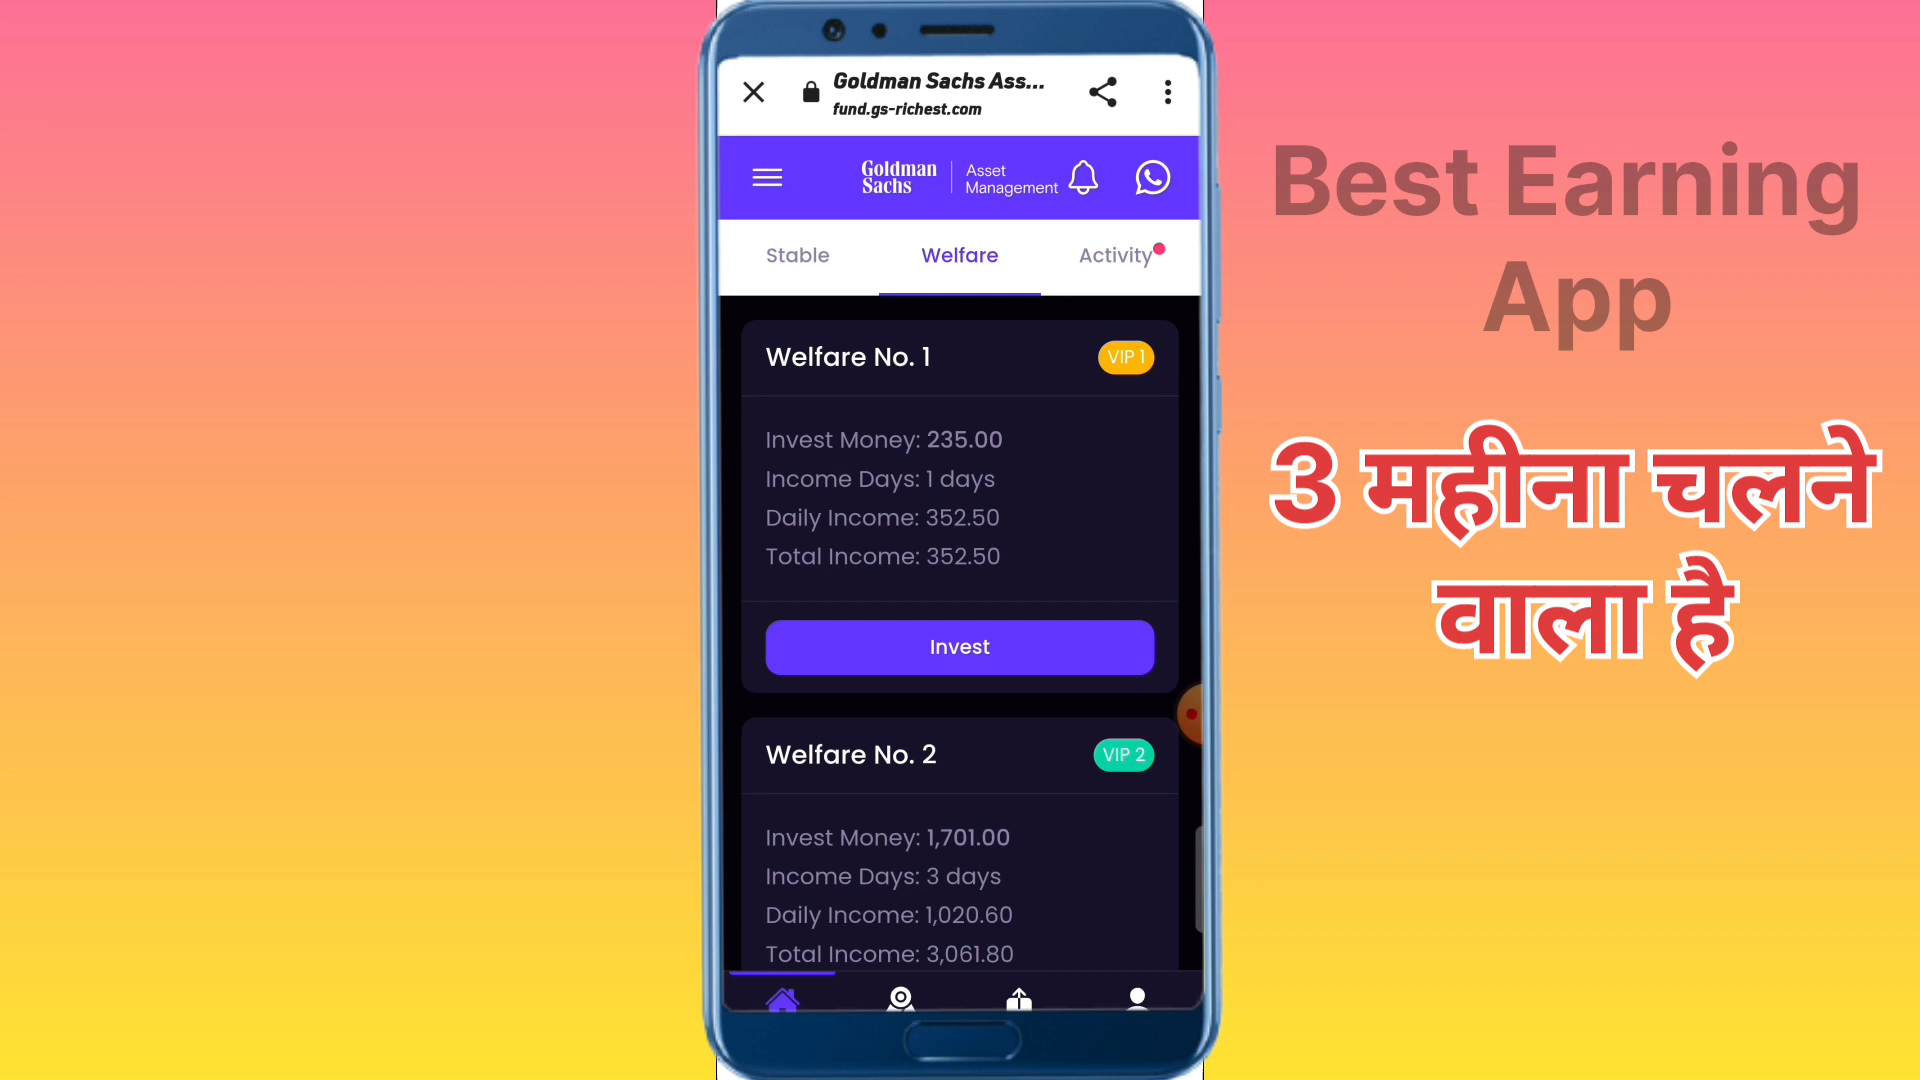 Goldman Sachs Ass...
fund.gs-richest.com
Goldman
Sachs
Asset
Management
Stable
Welfare
Activity
Welfare No. 1
VIP 1
Invest Money: 235.00
Income Days: 1 days
Daily Income: 352.50
Total Income: 352.50
Invest
Welfare No. 2
VIP 2
Invest Money: 1,701.00
Income Days: 3 days
Daily Income: 1,020.60
Total Income: 3,061.80
Best Earning
App
3 महीना चलने
वाला है